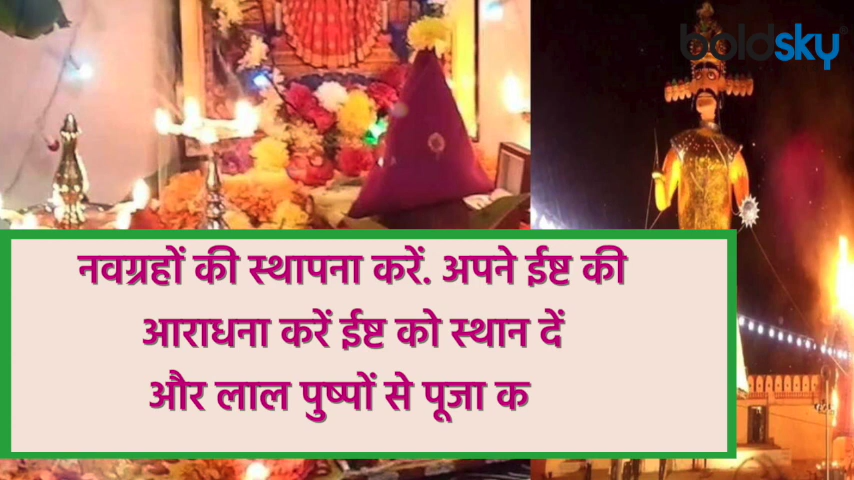 boldsky
नवग्रहों की स्थापना करें. अपने ईष्ट की
आराधना करें ईष्ट को स्थान दें
और लाल पुष्पों से पूजा क